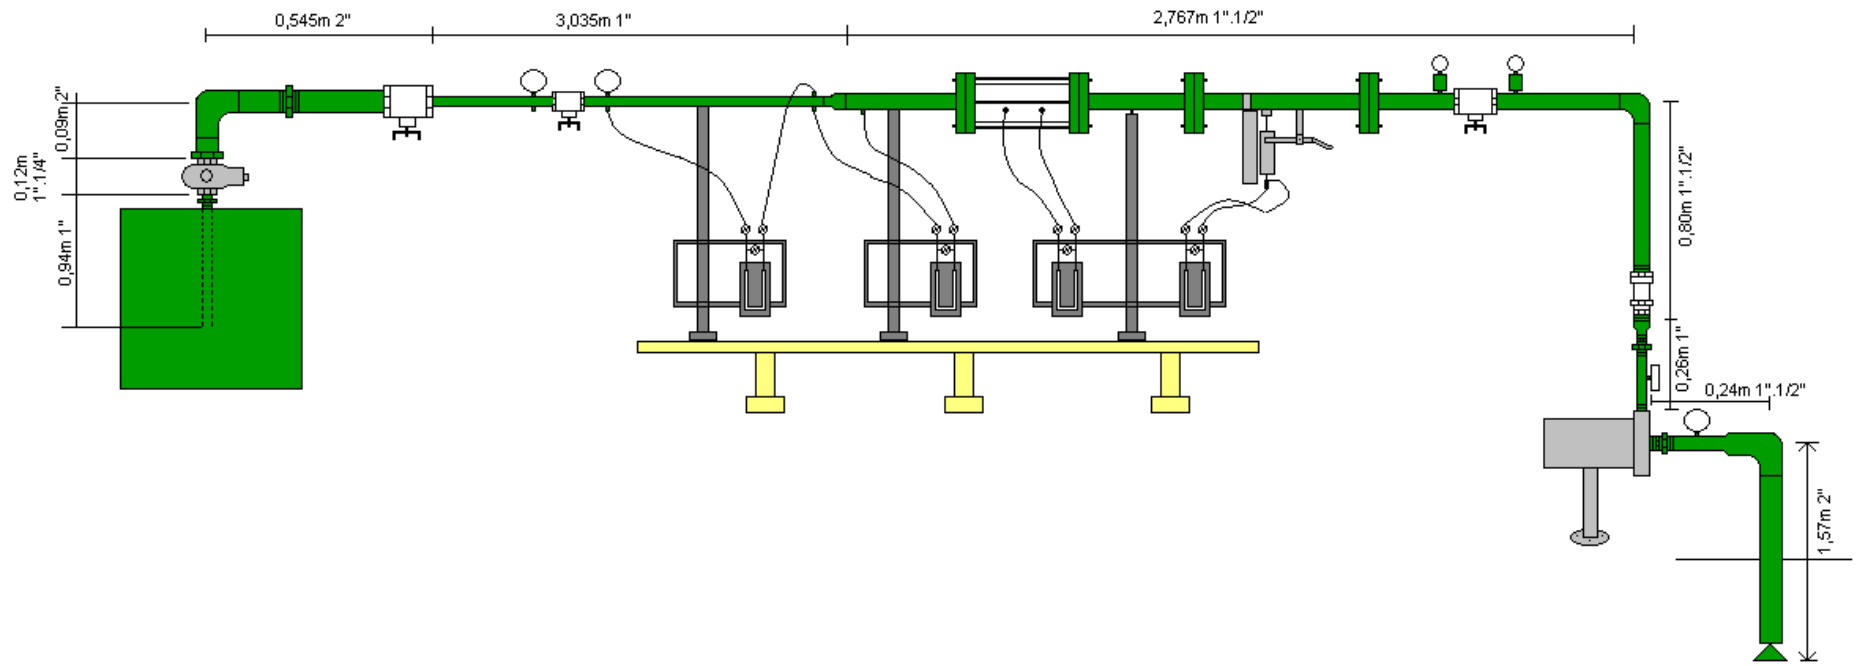 0,545m 2"
3,035m 1"
2,767m 1".1/2"
0,09m 2"
0,12m
1".1/4"
0,94m 1"
0,80m 1".1/2"
0,26m 1"
0,24m 1".1/2"
1,57m 2"